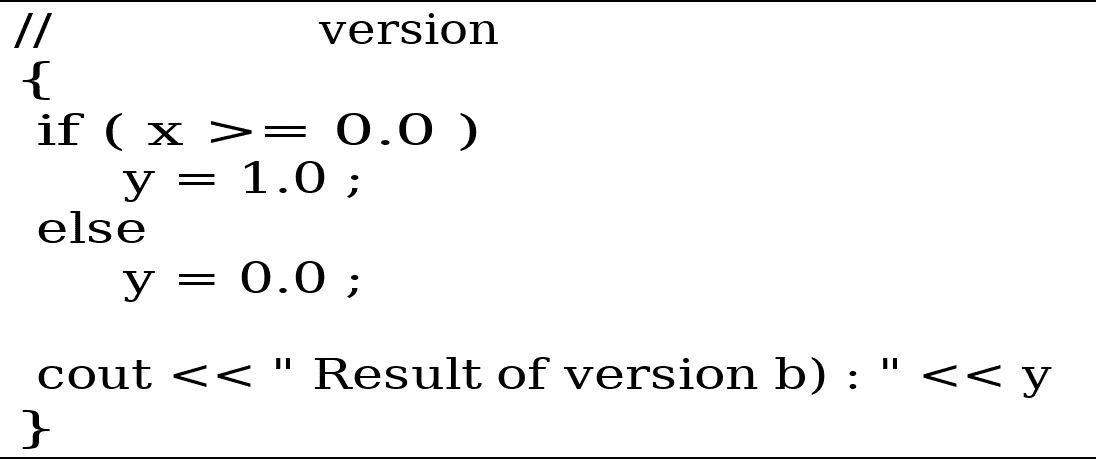 // version
{
if ( x >= 0.0 )
y = 1.0 ;
else
y = 0.0 ;
cout << " Result of version b) : " << y
}